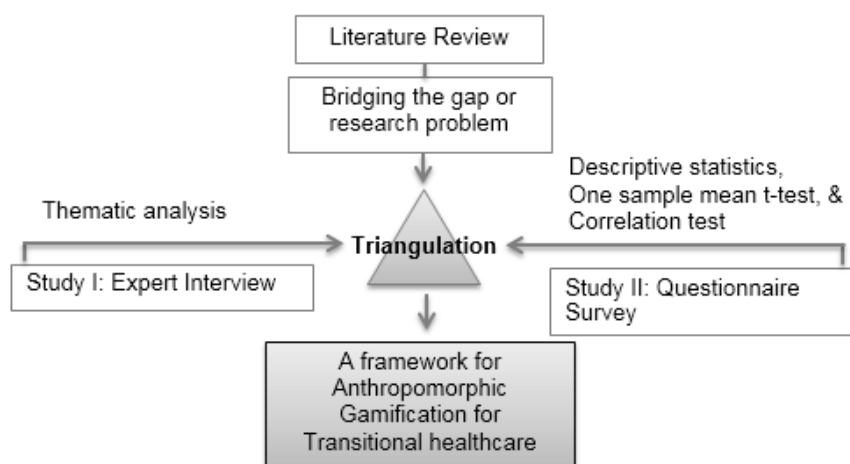 Literature Review
Bridging the gap or
research problem
Descriptive statistics,
One sample mean t-test, &
Correlation test
Thematic analysis
Triangulation
Study I: Expert Interview
Study II: Questionnaire
Survey
A framework for
Anthropomorphic
Gamification for
Transitional healthcare